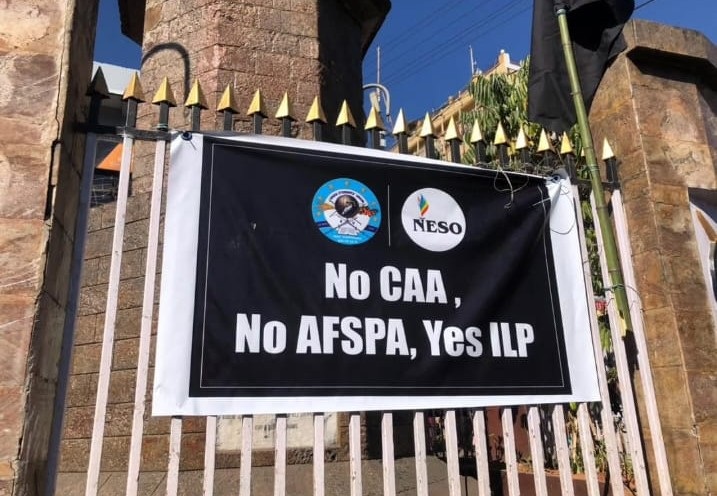 NESO
No CAA ,
No AFSPA, Yes ILP